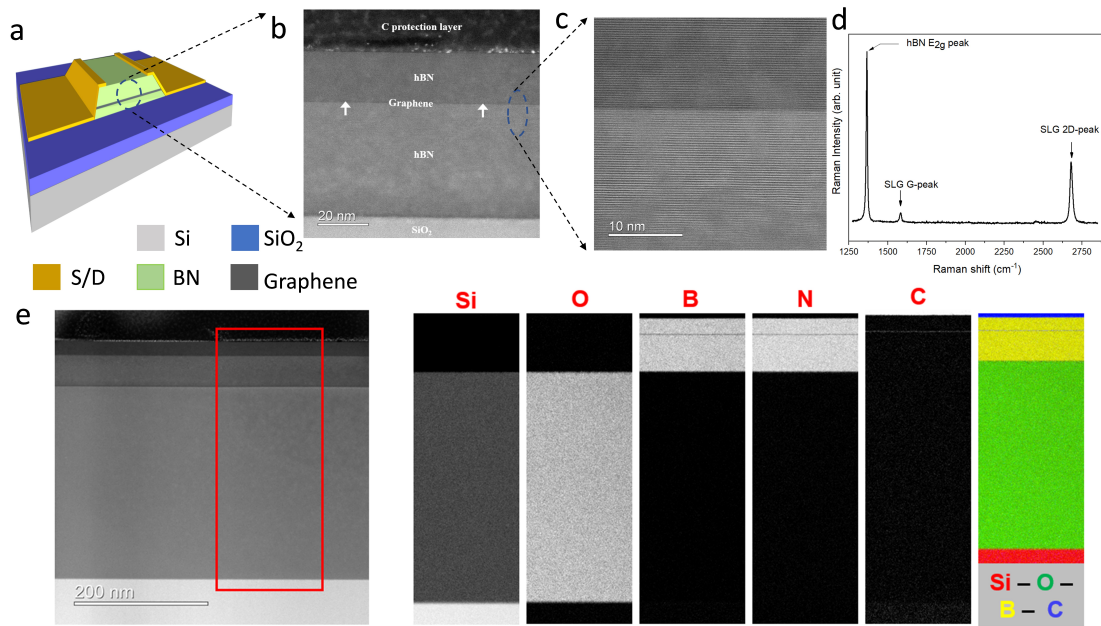 a
b
C protection layer
hBN
Graphene
hBN
20 nm
SiO2
c
10 nm
d
hBN E2g peak
SLG G-peak
SLG 2D-peak
Raman Intensity (arb. unit)
1250 1500 1750 2000 2250 2500 2750
Raman shift (cm-1)
Si
SiO2
S/D
BN
Graphene
e
200 nm
Si
O
B
N
C
Si – O –
B – C